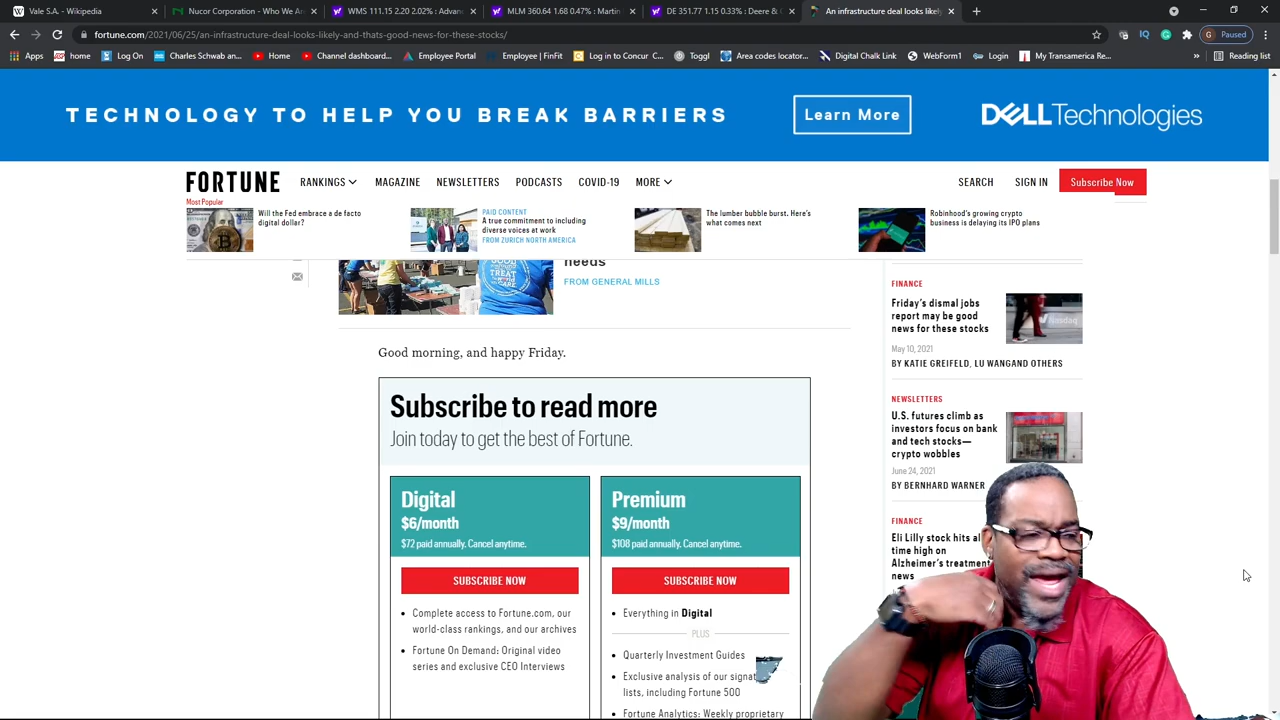 Vale S.A. - Wikipedia
Nucor Corporation - Who We Are
WMS 111.15 2.20 2.02% : Advanc
MLM 360.64 1.68 0.47% : Martin
DE 351.77 1.15 0.33% : Deere &
An infrastructure deal looks likely
fortune.com/2021/06/25/an-infrastructure-deal-looks-likely-and-thats-good-news-for-these-stocks/
Paused
Apps
home
Log On
Charles Schwab
Home
Channel dashboard...
Employee Portal
Employee | FinFit
Log in to Concur - C...
Toggl
Area codes locator...
Digital Chalk Link
WebForm1
Login
My Transamerica Re...
Reading list
TECHNOLOGY TO HELP YOU BREAK BARRIERS
Learn More
DELLTechnologies
FORTUNE
RANKINGS
MAGAZINE
NEWSLETTERS
PODCASTS
COVID-19
MORE
SEARCH
SIGN IN
Subscribe Now
Most Popular
Will the Fed embrace a de facto
digital dollar?
PAID CONTENT
A true commitment to including
diverse voices at work
FROM ZURICH NORTH AMERICA
The lumber bubble burst. Here's
what comes next
Robinhood's growing crypto
business is delaying its IPO plans
needs
FROM GENERAL MILLS
Good morning, and happy Friday.
Subscribe to read more
Join today to get the best of Fortune.
Digital
$6/month
$72 paid annually. Cancel anytime.
SUBSCRIBE NOW
Complete access to Fortune.com, our
world-class rankings, and our archives
Fortune On Demand: Original video
series and exclusive CEO Interviews
Premium
$9/month
$108 paid annually. Cancel anytime.
SUBSCRIBE NOW
Everything in Digital
PLUS
Quarterly Investment Guides
Exclusive analysis of our signat
lists, including Fortune 500
Fortune Analytics: Weekly proprietary
FINANCE
Friday's dismal jobs
report may be good
news for these stocks
May 10, 2021
BY KATIE GREIFELD, LU WANGAND OTHERS
Nasdaq
NEWSLETTERS
U.S. futures climb as
investors focus on bank
and tech stocks—
crypto wobbles
June 24, 2021
BY BERNHARD WARNER
FINANCE
Eli Lilly stock hits al
time high on
Alzheimer's treatment
news